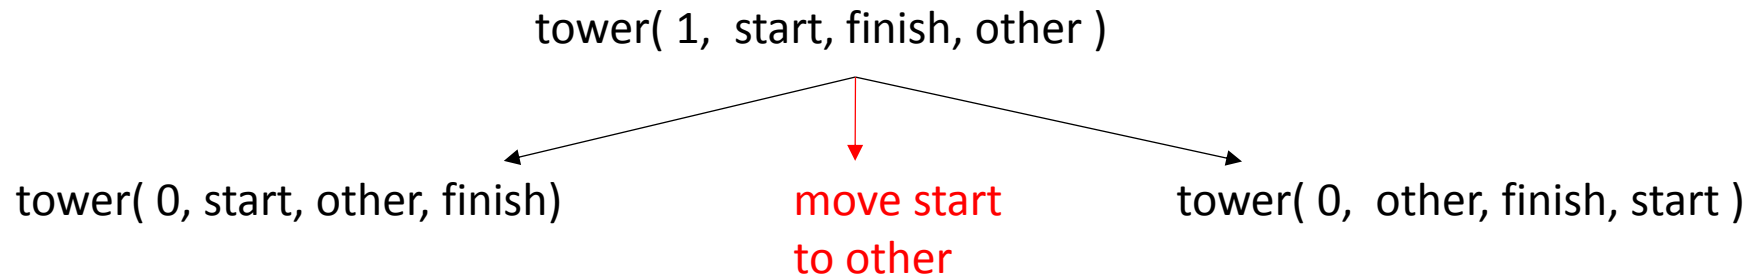 tower( 1, start, finish, other )
tower( 0, start, other, finish)
move start
to other
tower( 0, other, finish, start )